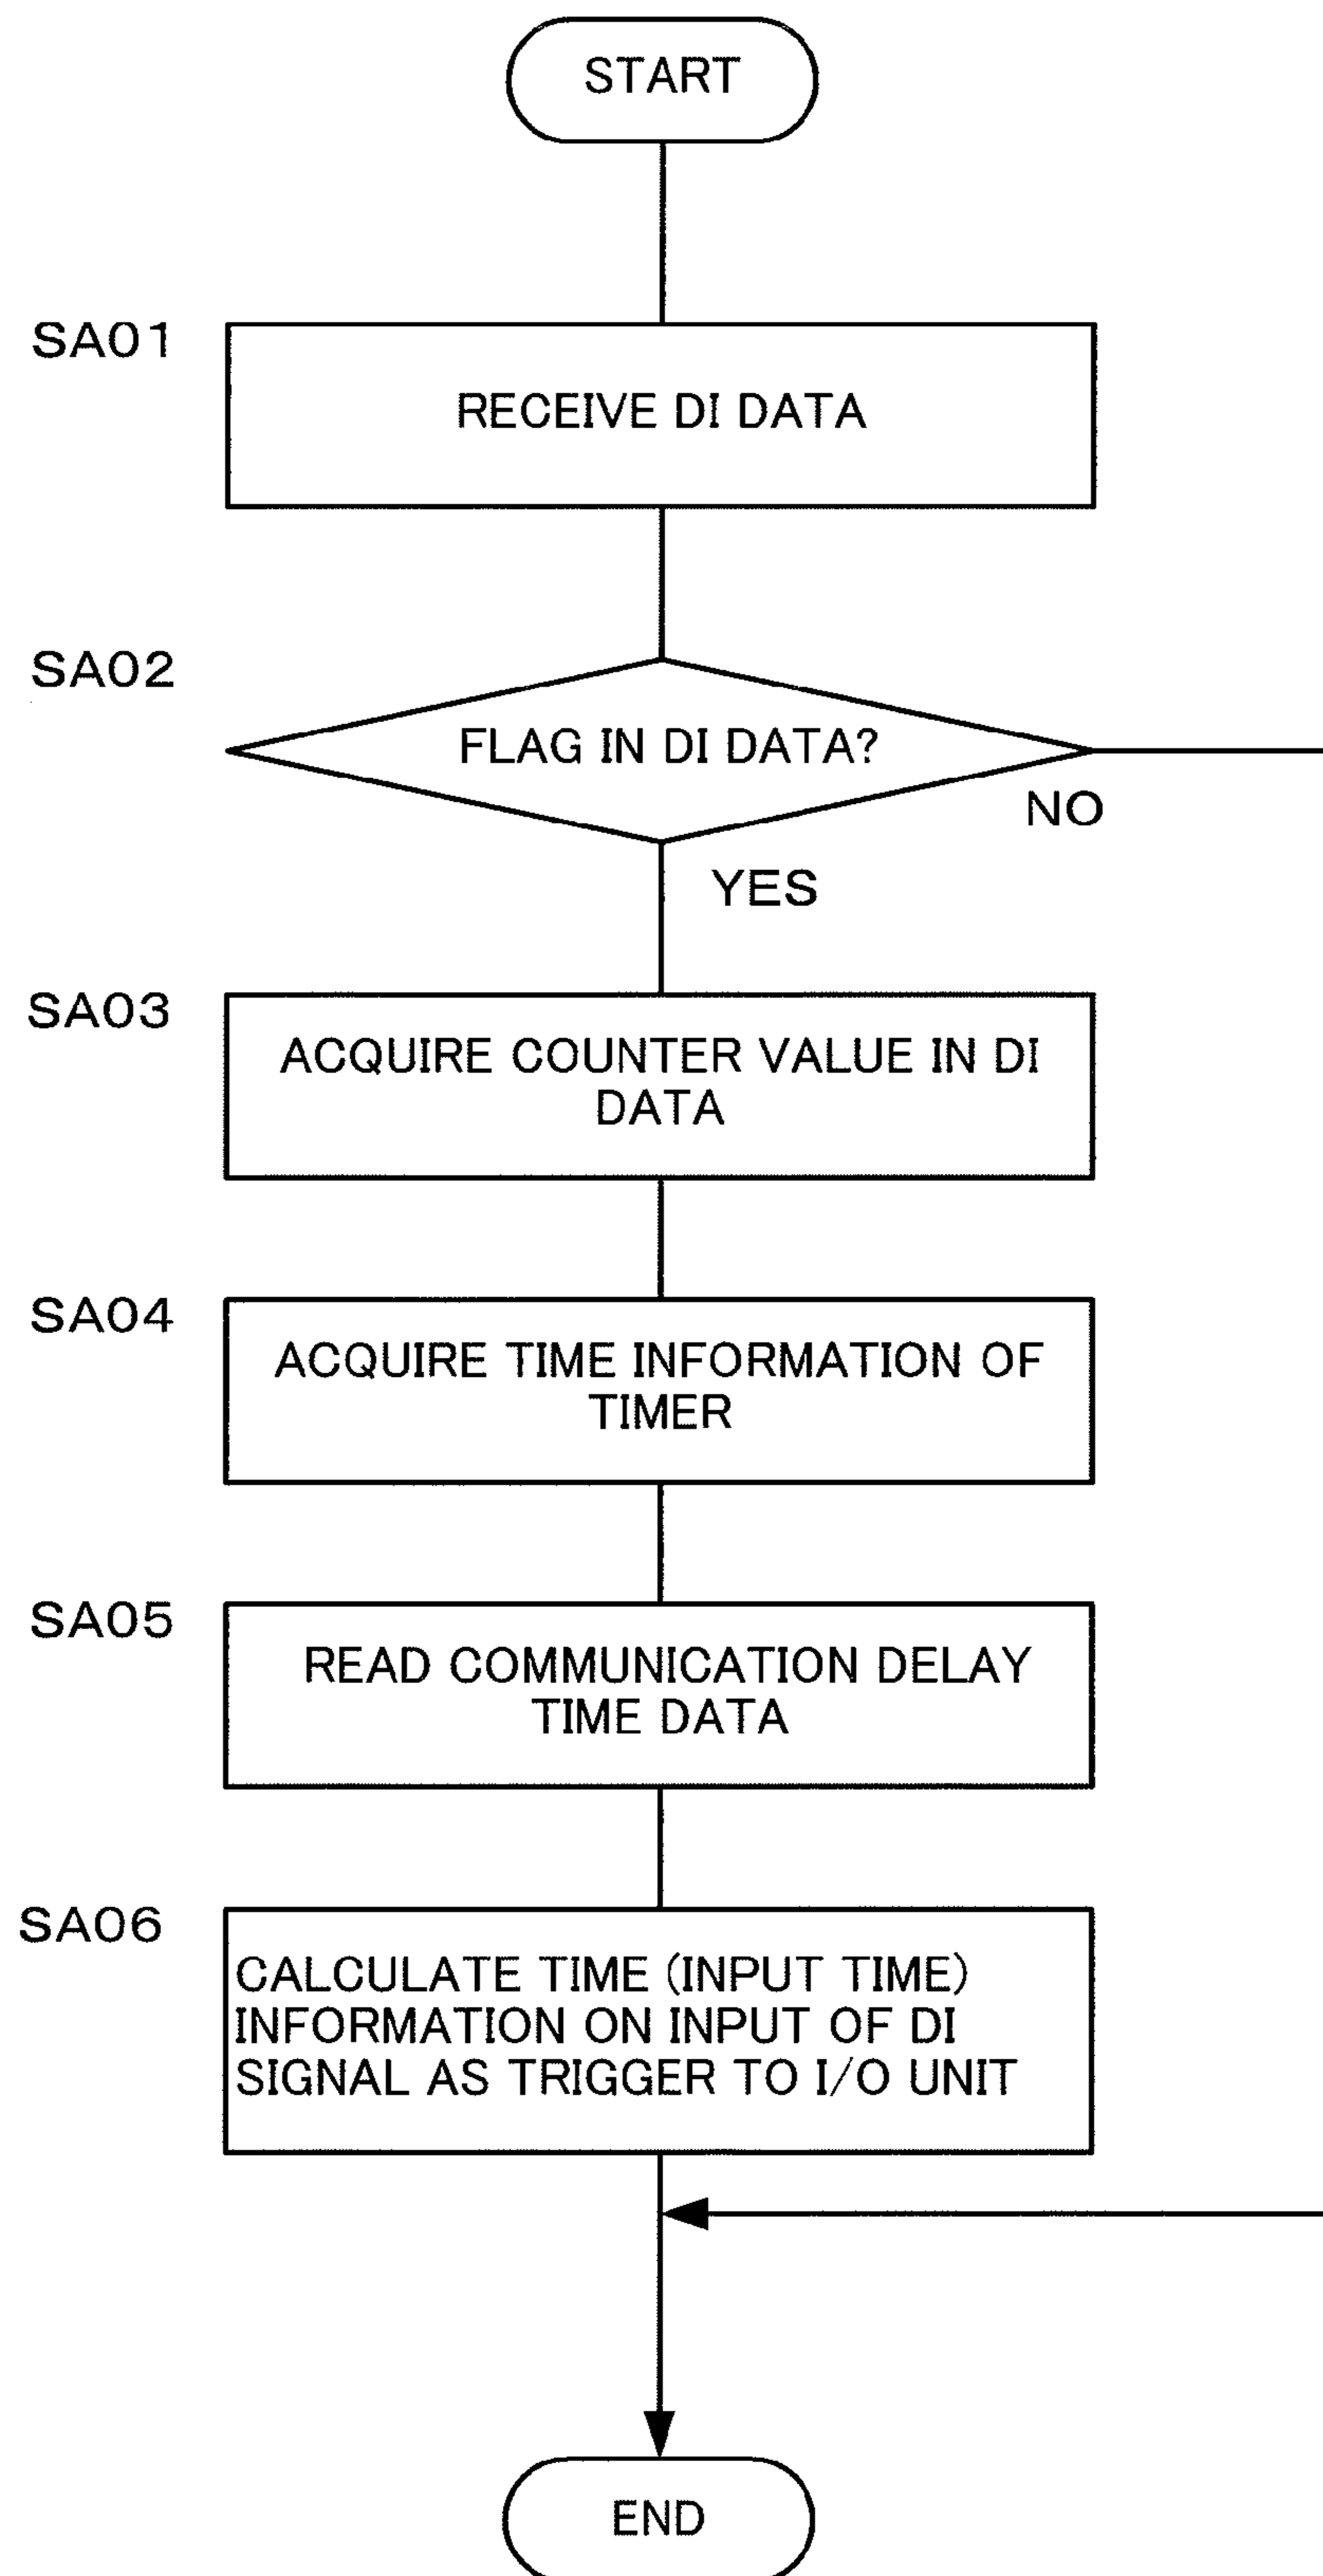 START
SA01
RECEIVE DI DATA
SA02
FLAG IN DI DATA?
NO
YES
SA03
ACQUIRE COUNTER VALUE IN DI
DATA
SA04
ACQUIRE TIME INFORMATION OF
TIMER
SA05
READ COMMUNICATION DELAY
TIME DATA
SA06
CALCULATE TIME (INPUT TIME)
INFORMATION ON INPUT OF DI
SIGNAL AS TRIGGER TO I/O UNIT
END